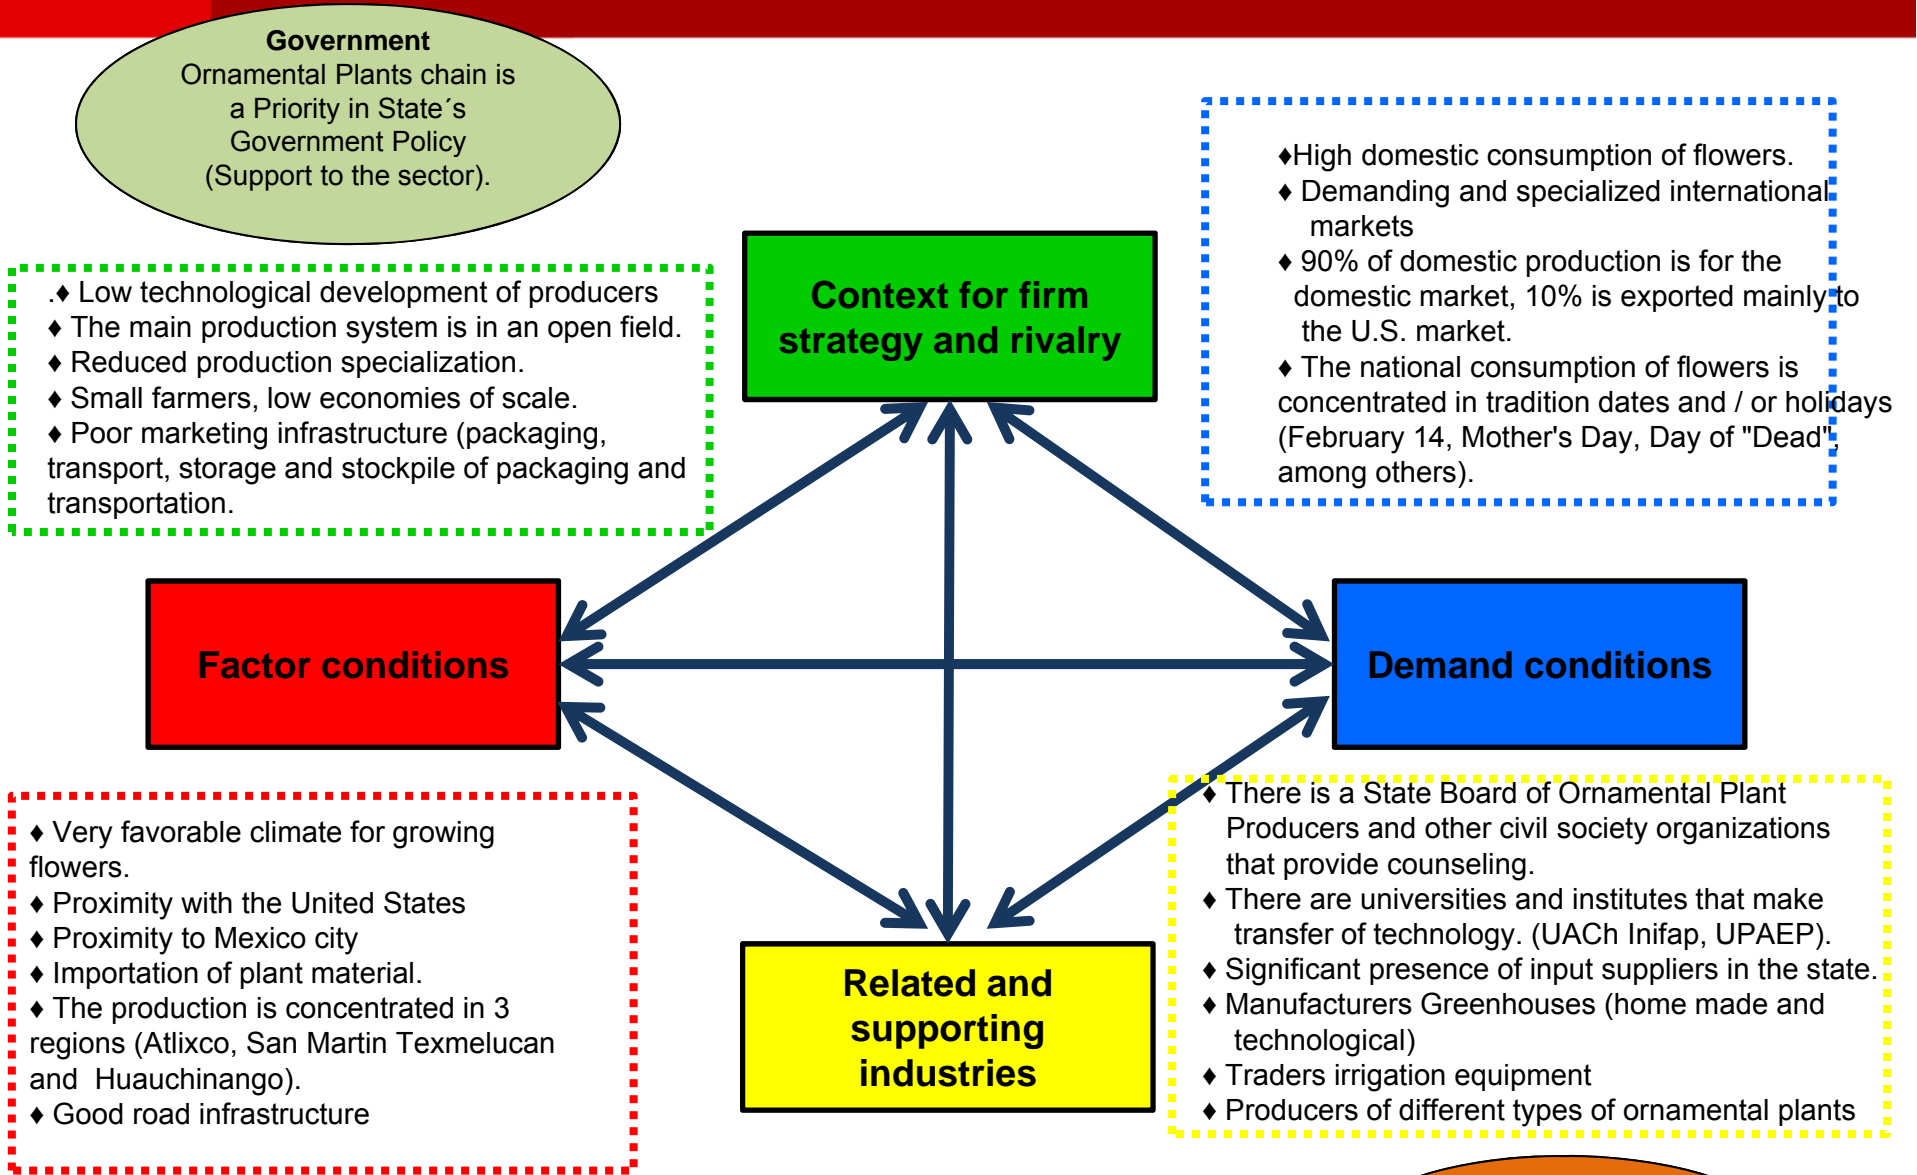 Government
Ornamental Plants chain is
a Priority in State´s
Government Policy
(Support to the sector).
♦High domestic consumption of flowers.
♦ Demanding and specialized international
markets
♦ 90% of domestic production is for the
domestic market, 10% is exported mainly to
the U.S. market.
♦ The national consumption of flowers is
concentrated in tradition dates and / or holidays
(February 14, Mother's Day, Day of "Dead",
among others).
Context for firm
strategy and rivalry
.♦ Low technological development of producers
♦ The main production system is in an open field.
♦ Reduced production specialization.
♦ Small farmers, low economies of scale.
♦ Poor marketing infrastructure (packaging,
transport, storage and stockpile of packaging and
transportation.
Factor conditions
Demand conditions
♦ Very favorable climate for growing
flowers.
♦ Proximity with the United States
♦ Proximity to Mexico city
♦ Importation of plant material.
♦ The production is concentrated in 3
regions (Atlixco, San Martin Texmelucan
and Huauchinango).
♦ Good road infrastructure
Related and
supporting
industries
♦ There is a State Board of Ornamental Plant
Producers and other civil society organizations
that provide counseling.
♦ There are universities and institutes that make
transfer of technology. (UACh Inifap, UPAEP).
♦ Significant presence of input suppliers in the state.
♦ Manufacturers Greenhouses (home made and
technological)
♦ Traders irrigation equipment
♦ Producers of different types of ornamental plants